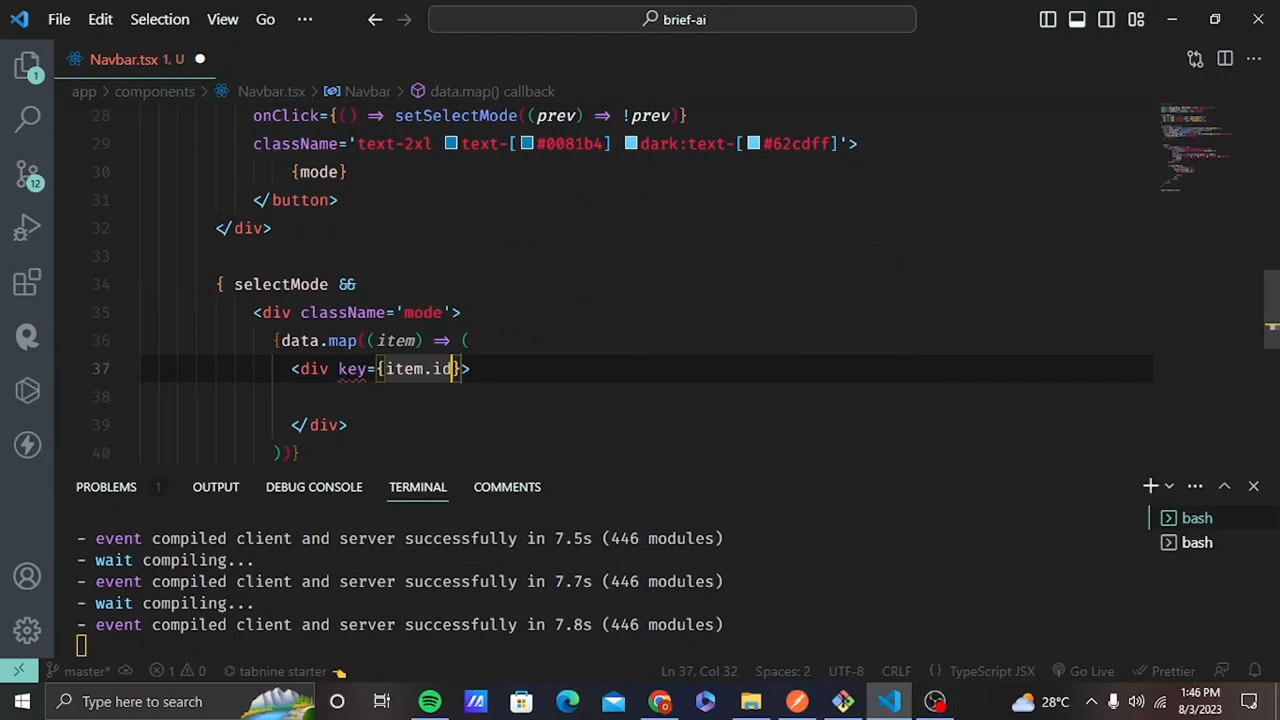 File Edit Selection View Go ··· brief-ai
Navbar.tsx 1, U
app > components > Navbar.tsx > Navbar > data.map() callback
28 onClick={() => setSelectMode((prev) => !prev)}
29 className='text-2xl text-[#0081b4] dark:text-[#62cdff]'>
30 {mode}
31 </button>
32 </div>
33
34 { selectMode &&
35 <div className='mode'>
36 {data.map((item) => (
37 <div key={item.id}>
38
39 </div>
40 ))}
1
12
PROBLEMS 1 OUTPUT DEBUG CONSOLE TERMINAL COMMENTS
- event compiled client and server successfully in 7.5s (446 modules)
- wait compiling...
- event compiled client and server successfully in 7.7s (446 modules)
- wait compiling...
- event compiled client and server successfully in 7.8s (446 modules)
bash
bash
master* 1 0 tabnine starter Ln 37, Col 32 Spaces: 2 UTF-8 CRLF {} TypeScript JSX Go Live Prettier
Type here to search 28°C 1:46 PM
8/3/2023